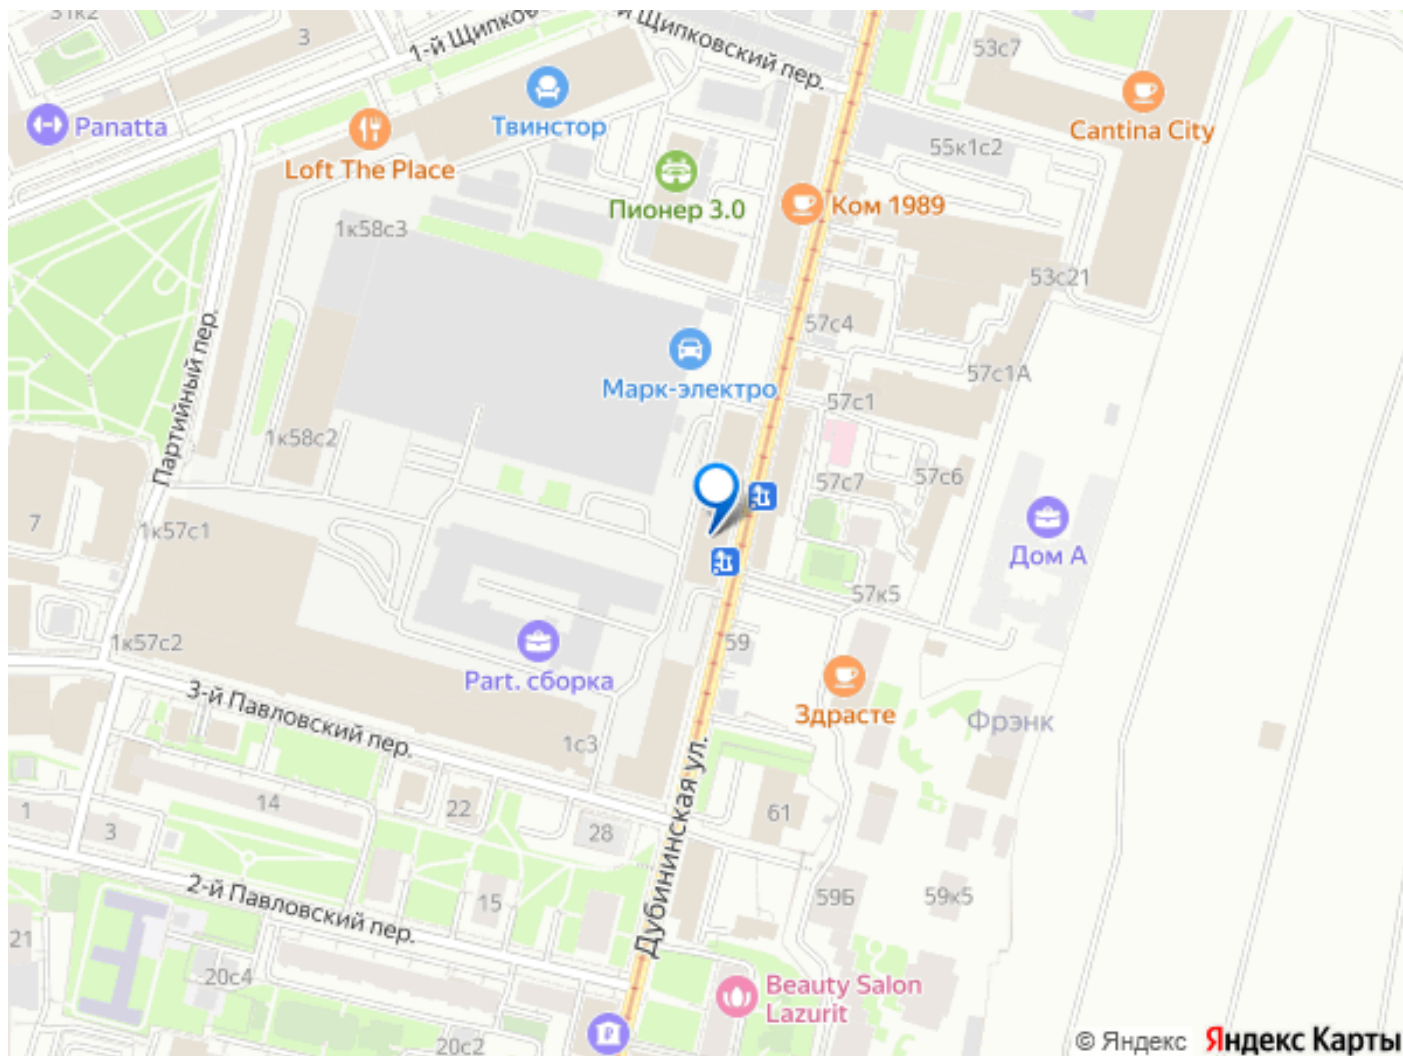 31к2
3
1-й Щипков
-й Щипковский пер.
53с7
Panatta
Твинстор
Loft The Place
Cantina City
55к1с2
Пионер 3.0
Ком 1989
1к58с3
53с21
57с4
Марк-электро
57с1А
57с1
Партийный пер.
1к58с2
57с7
57с6
7
1к57с1
Дом А
57к5
1к57с2
59
Part. сборка
3-й Павловский пер.
Здрасте
Фрэнк
1с3
Дубининская ул.
14
22
1
3
28
61
2-й Павловский пер.
15
59Б
59к5
21
20с4
Beauty Salon
Lazurit
20с2
© Яндекс Яндекс Карты